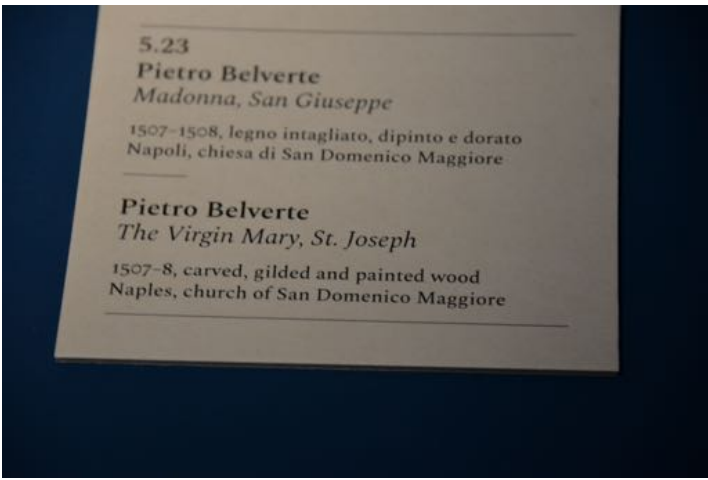 5.23
Pietro Belverte
Madonna, San Giuseppe
1507–1508, legno intagliato, dipinto e dorato
Napoli, chiesa di San Domenico Maggiore
Pietro Belverte
The Virgin Mary, St. Joseph
1507–8, carved, gilded and painted wood
Naples, church of San Domenico Maggiore